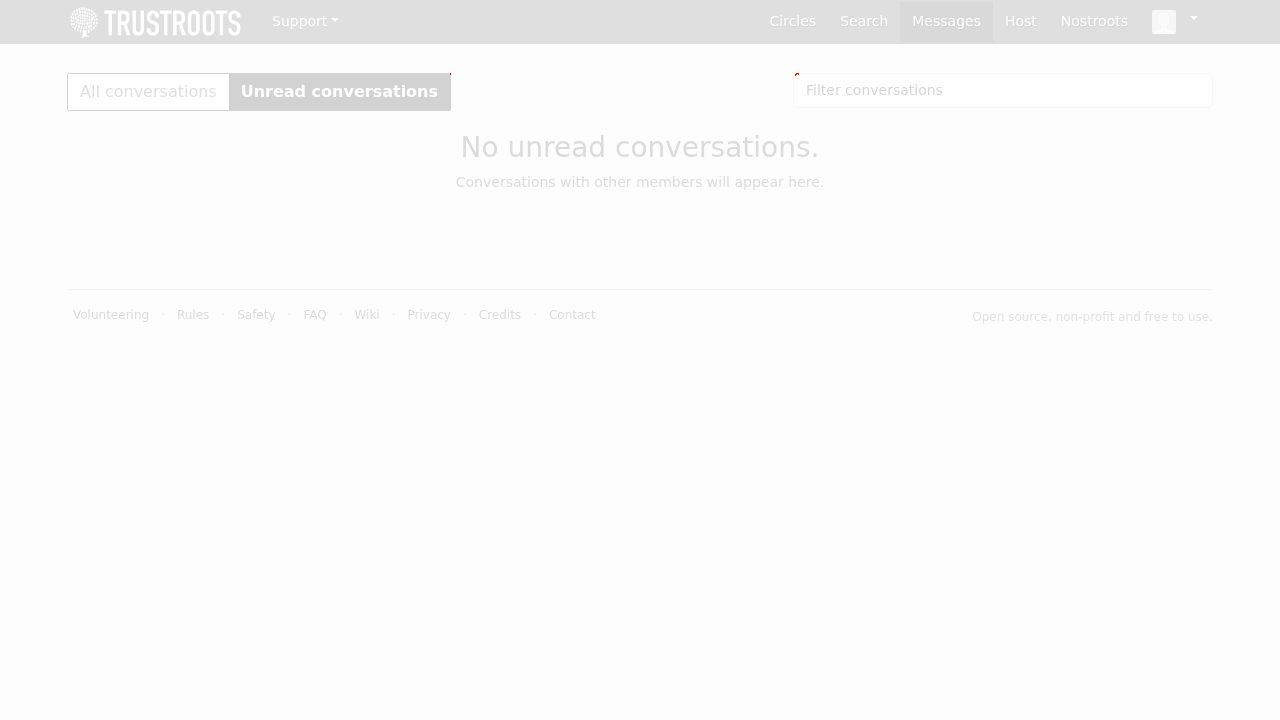 TRUSTROOTS Support Circles Search Messages Host Nostroots
All conversations Unread conversations Filter conversations
No unread conversations.
Conversations with other members will appear here.
Volunteering · Rules · Safety · FAQ · Wiki · Privacy · Credits · Contact
Open source, non-profit and free to use.